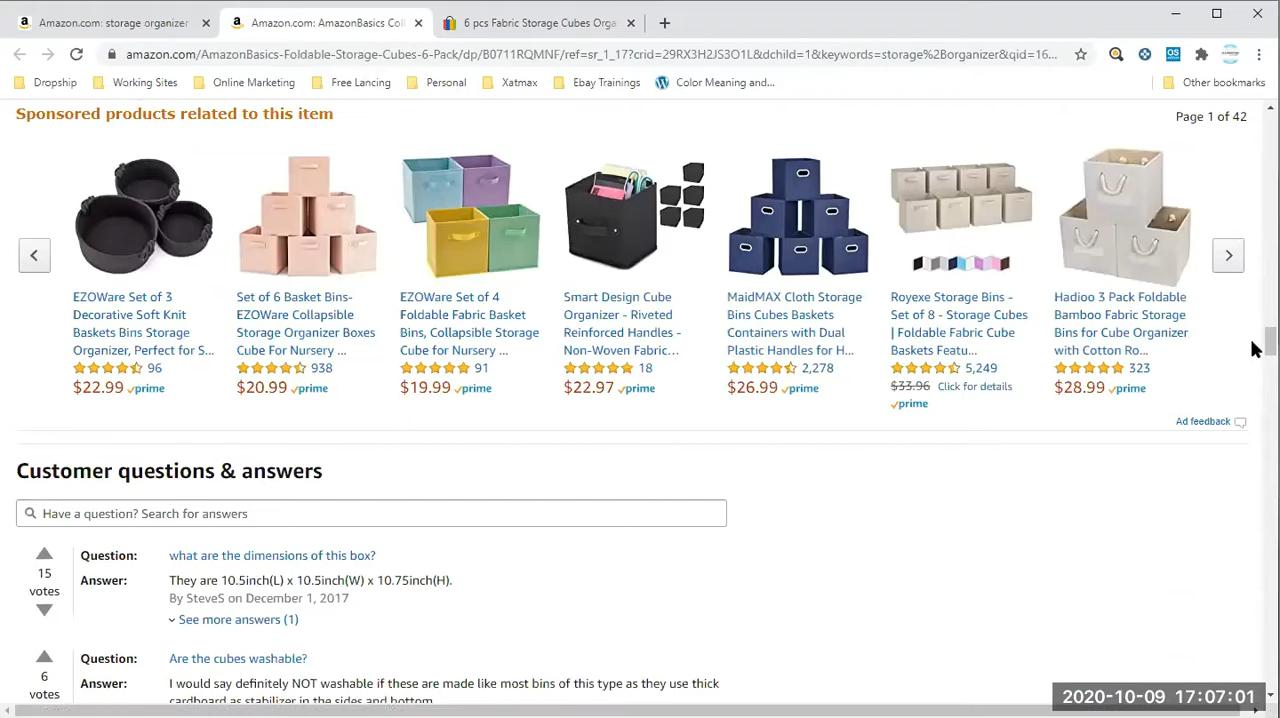 Amazon.com: storage organizer
Amazon.com: AmazonBasics Coll
6 pcs Fabric Storage Cubes Orga
amazon.com/AmazonBasics-Foldable-Storage-Cubes-6-Pack/dp/B0711ROMNF/ref=sr_1_17?crid=29RX3H2JS3O1L&dchild=1&keywords=storage%2Borganizer&qid=16...
Dropship
Working Sites
Online Marketing
Free Lancing
Personal
Xatmax
Ebay Trainings
Color Meaning and...
Other bookmarks
Sponsored products related to this item
Page 1 of 42
EZOWare Set of 3
Decorative Soft Knit
Baskets Bins Storage
Organizer, Perfect for S...
96
$22.99 prime
Set of 6 Basket Bins-
EZOWare Collapsible
Storage Organizer Boxes
Cube For Nursery ...
938
$20.99 prime
EZOWare Set of 4
Foldable Fabric Basket
Bins, Collapsible Storage
Cube for Nursery ...
91
$19.99 prime
Smart Design Cube
Organizer - Riveted
Reinforced Handles -
Non-Woven Fabric...
18
$22.97 prime
MaidMAX Cloth Storage
Bins Cubes Baskets
Containers with Dual
Plastic Handles for H...
2,278
$26.99 prime
Royexe Storage Bins -
Set of 8 - Storage Cubes
| Foldable Fabric Cube
Baskets Featu...
5,249
$33.96 Click for details
prime
Hadioo 3 Pack Foldable
Bamboo Fabric Storage
Bins for Cube Organizer
with Cotton Ro...
323
$28.99 prime
Ad feedback
Customer questions & answers
Have a question? Search for answers
15
votes
Question: what are the dimensions of this box?
Answer: They are 10.5inch(L) x 10.5inch(W) x 10.75inch(H).
By SteveS on December 1, 2017
See more answers (1)
6
votes
Question: Are the cubes washable?
Answer: I would say definitely NOT washable if these are made like most bins of this type as they use thick
cardboard as stabilizer in the sides and bottom.
2020-10-09 17:07:01